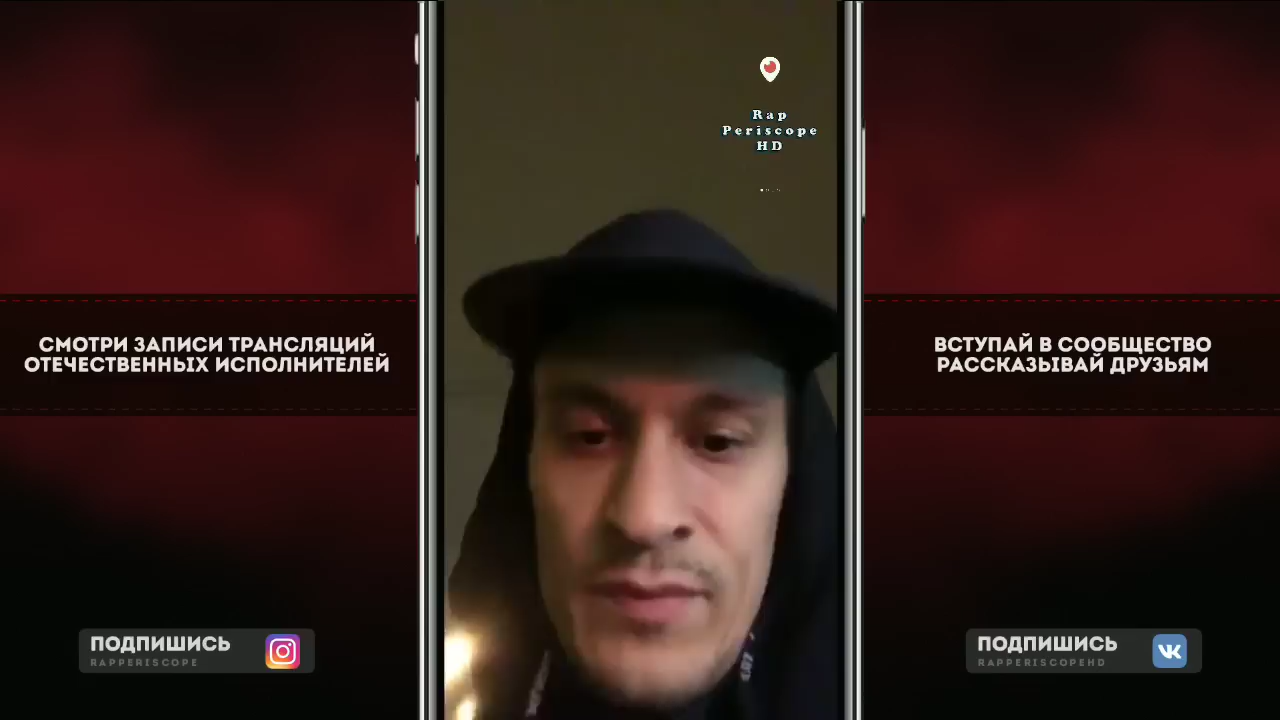 Rap
Periscope
HD
СМОТРИ ЗАПИСИ ТРАНСЛЯЦИЙ
ОТЕЧЕСТВЕННЫХ ИСПОЛНИТЕЛЕЙ
ВСТУПАЙ В СООБЩЕСТВО
РАССКАЗЫВАЙ ДРУЗЬЯМ
ПОДПИШИСЬ
RAPPERISCOPE
ПОДПИШИСЬ
RAPPERISCOPEHD